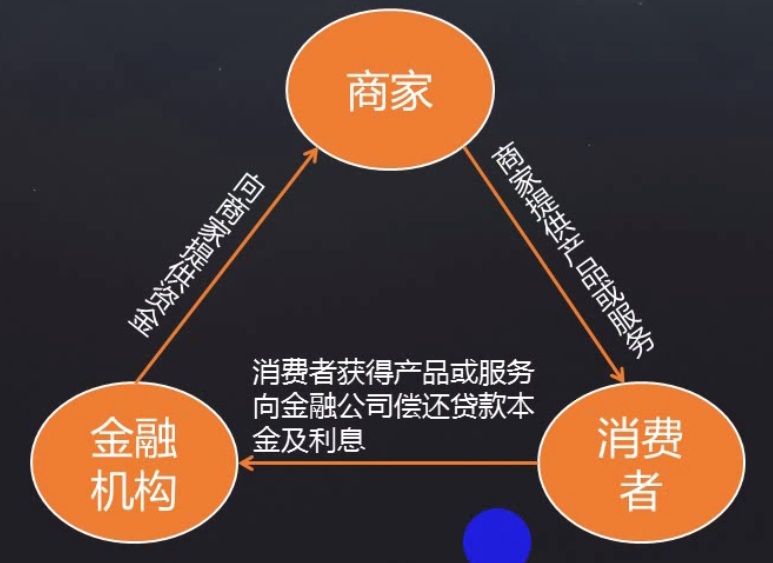 商家
向商家提供资金
商家提供产品或服务
消费者获得产品或服务
向金融公司偿还贷款本
金及利息
金融
机构
消费
者